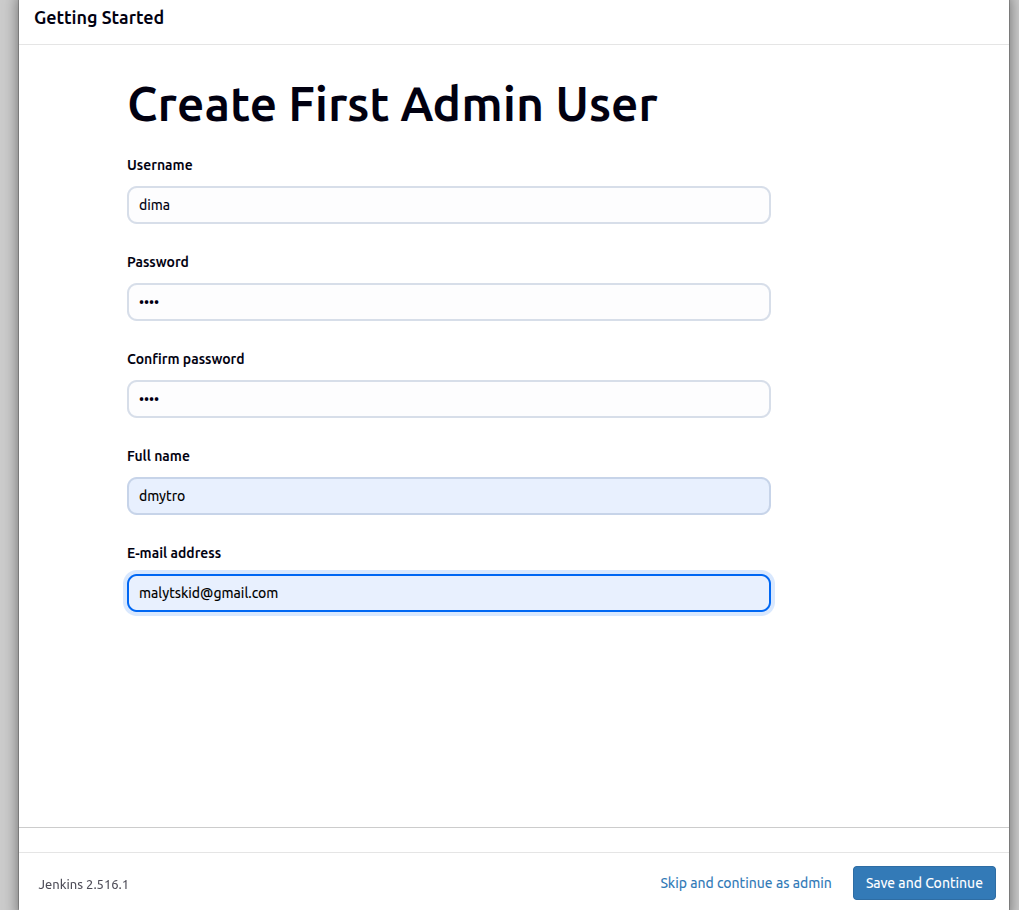 Getting Started
Create First Admin User
Username
dima
Password
••••
Confirm password
••••
Full name
dmytro
E-mail address
malytskid@gmail.com
Jenkins 2.516.1
Skip and continue as admin
Save and Continue